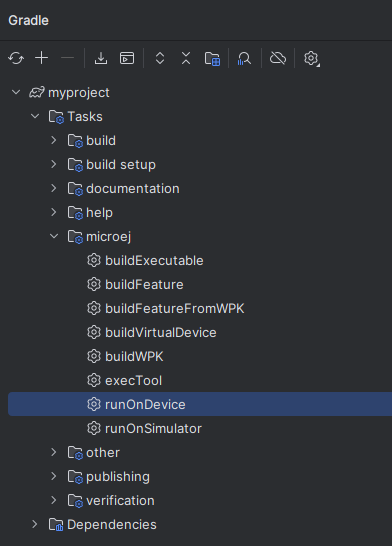 Gradle
myproject
Tasks
build
build setup
documentation
help
microej
buildExecutable
buildFeature
buildFeatureFromWPK
buildVirtualDevice
buildWPK
execTool
runOnDevice
runOnSimulator
other
publishing
verification
Dependencies